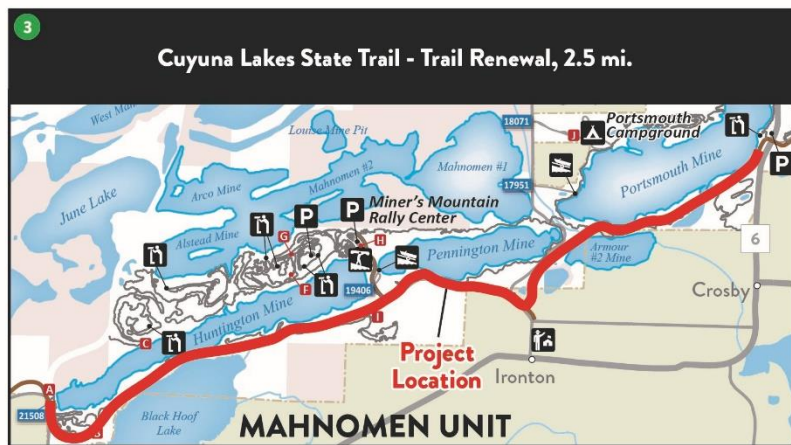 3
Cuyuna Lakes State Trail - Trail Renewal, 2.5 mi.
West Mah
Louise Mine Pit
18071
J
Portsmouth
Campground
P
June Lake
Arco Mine
Mahnomen #2
Mahnomen #1
17951
Portsmouth Mine
Alstead Mine
G
P
P
Miner's Mountain
Rally Center
H
Pennington Mine
Armour
#2 Mine
6
Crosby
F
19406
Huntington Mine
I
C
Project
Location
Ironton
A
21508
B
Black Hoof
Lake
MAHNOMEN UNIT